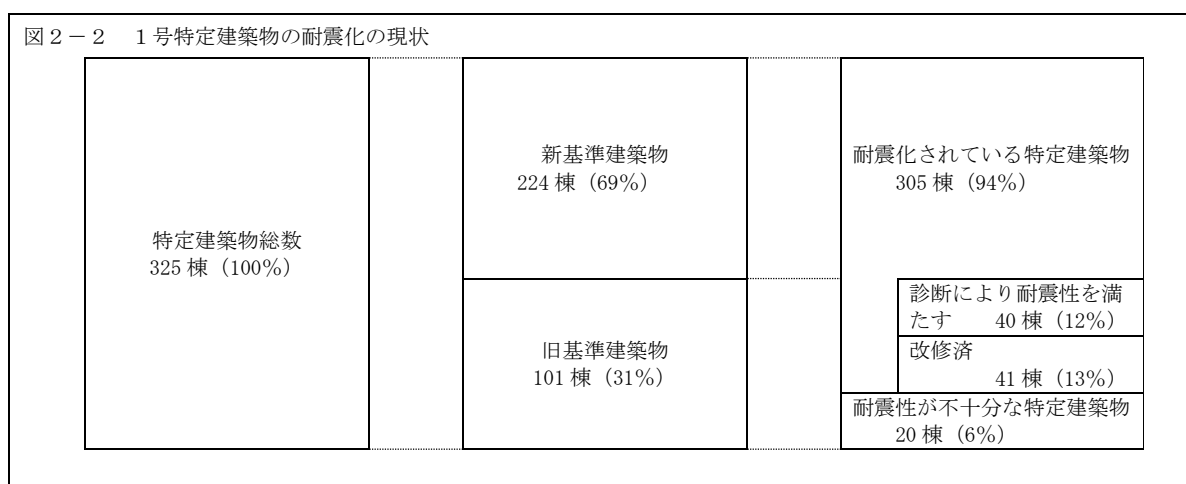 図２－２　１号特定建築物の耐震化の現状
特定建築物総数
325 棟（100％）
新基準建築物
224 棟（69％）
旧基準建築物
101 棟（31％）
耐震化されている特定建築物
305 棟（94％）
診断により耐震性を満
たす　　40 棟（12％）
改修済
41 棟（13％）
耐震性が不十分な特定建築物
20 棟（6％）